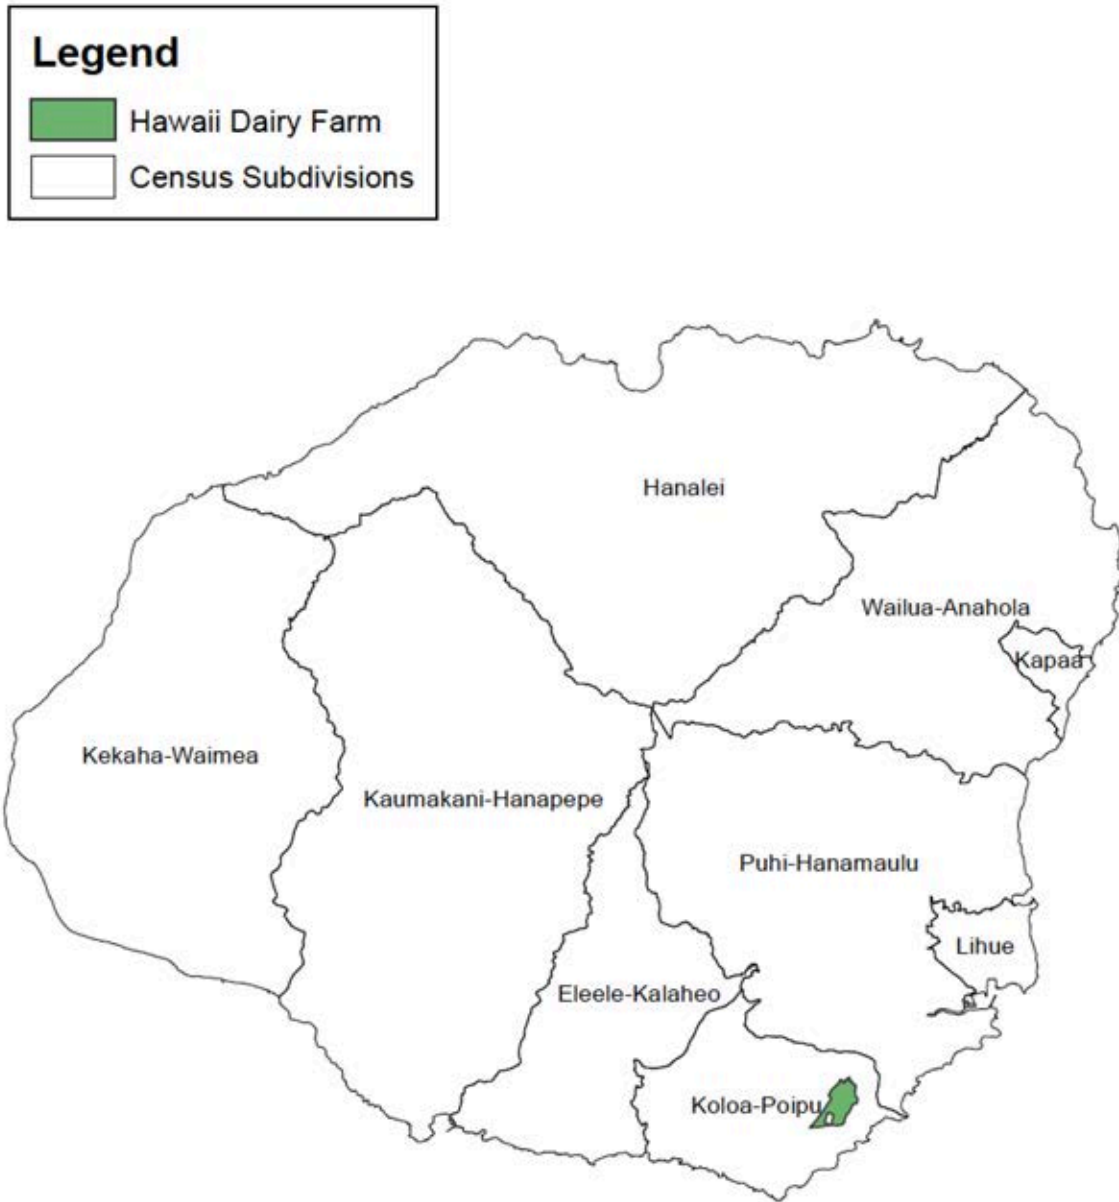 Legend
Hawaii Dairy Farm
Census Subdivisions
Hanalei
Wailua-Anahola
Kapaa
Kekaha-Waimea
Kaumakani-Hanapepe
Puhi-Hanamaulu
Lihue
Eleele-Kalaheo
Koloa-Poipu